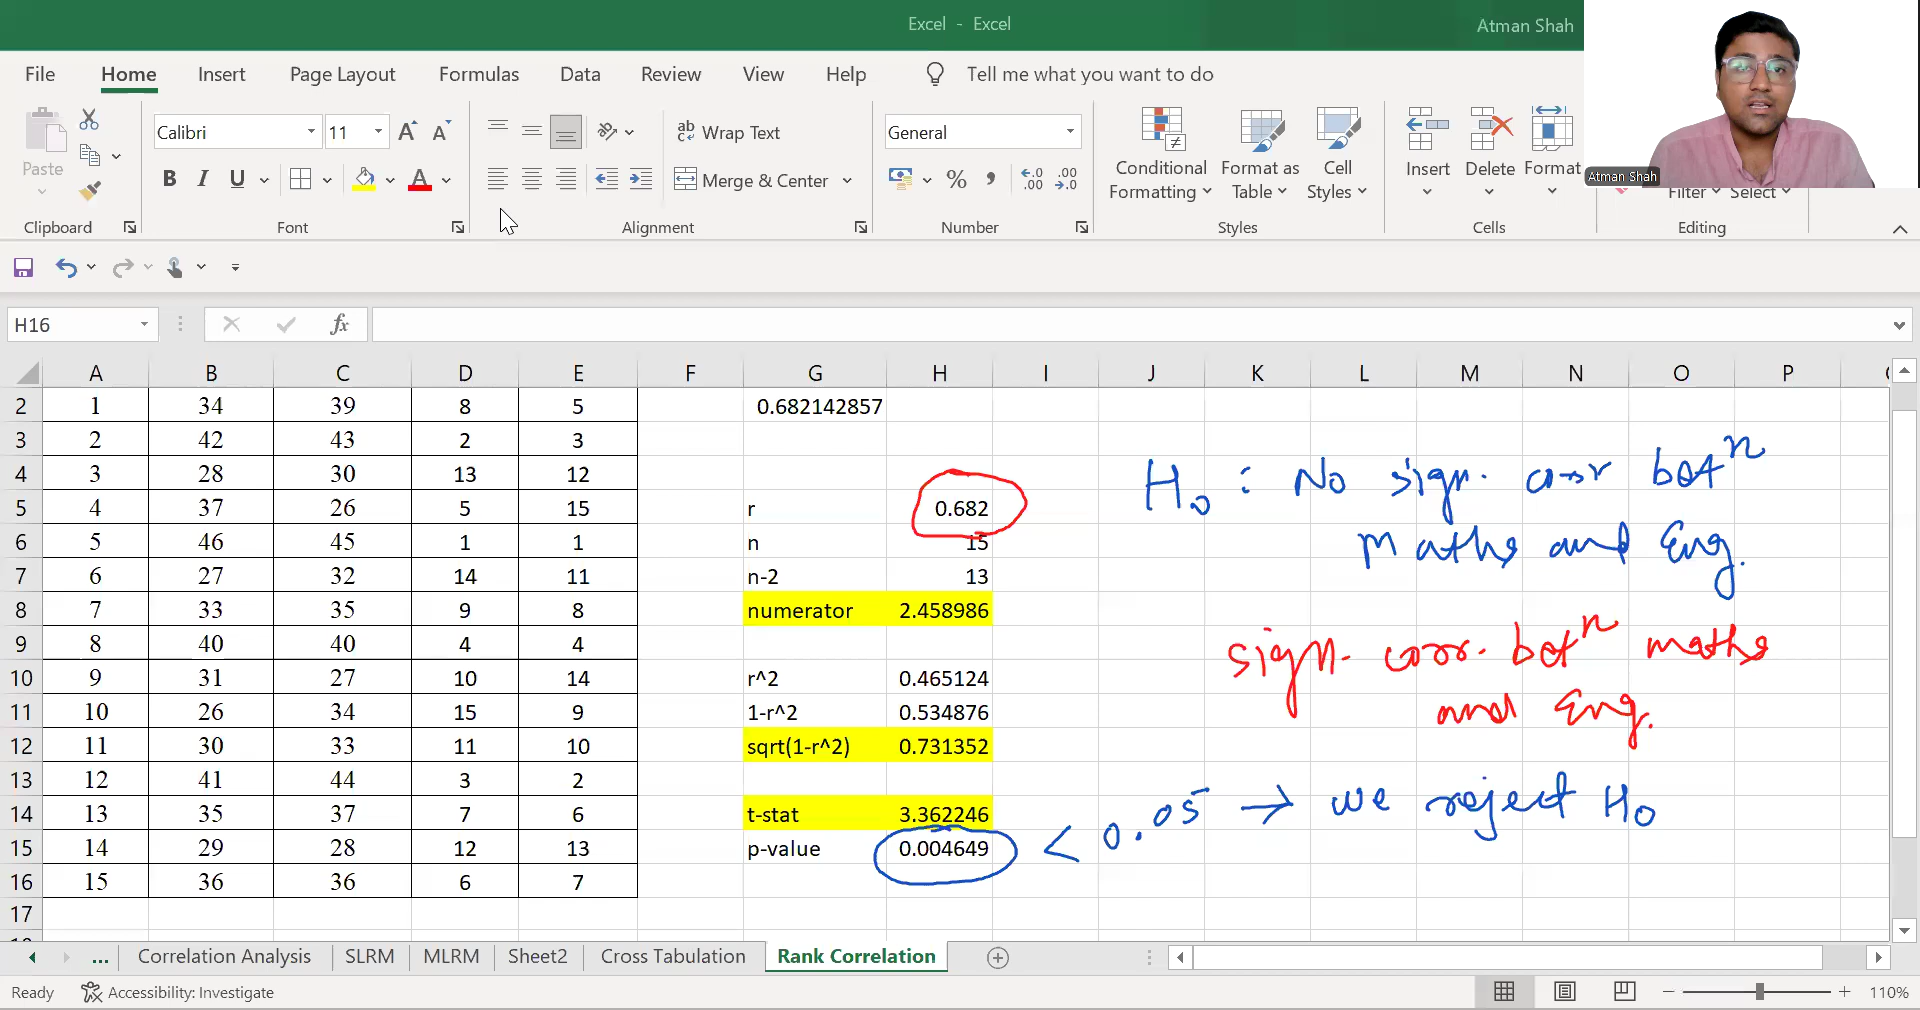 Excel - Excel
Atman Shah
File Home Insert Page Layout Formulas Data Review View Help Tell me what you want to do
Calibri 11 A A
ab Wrap Text
General
Paste
B I U A
Merge & Center
% , .00 .00
Conditional Formatting
Format as Table
Cell Styles
Insert Delete Format
Atman Shah
Filter Select
Clipboard Font Alignment Number Styles Cells Editing
H16 fx
A B C D E F G H I J K L M N O P
2 1 34 39 8 5 0.682142857
3 2 42 43 2 3
4 3 28 30 13 12
5 4 37 26 5 15 r 0.682
6 5 46 45 1 1 n 15
7 6 27 32 14 11 n-2 13
8 7 33 35 9 8 numerator 2.458986
9 8 40 40 4 4
10 9 31 27 10 14 r^2 0.465124
11 10 26 34 15 9 1-r^2 0.534876
12 11 30 33 11 10 sqrt(1-r^2) 0.731352
13 12 41 44 3 2
14 13 35 37 7 6 t-stat 3.362246
15 14 29 28 12 13 p-value 0.004649
16 15 36 36 6 7
17
H0 : No sign. corr betⁿ
Maths and Eng.
sign. corr. betⁿ maths
and Eng.
< 0.05 → we reject H0
... Correlation Analysis SLRM MLRM Sheet2 Cross Tabulation Rank Correlation
Ready Accessibility: Investigate 110%